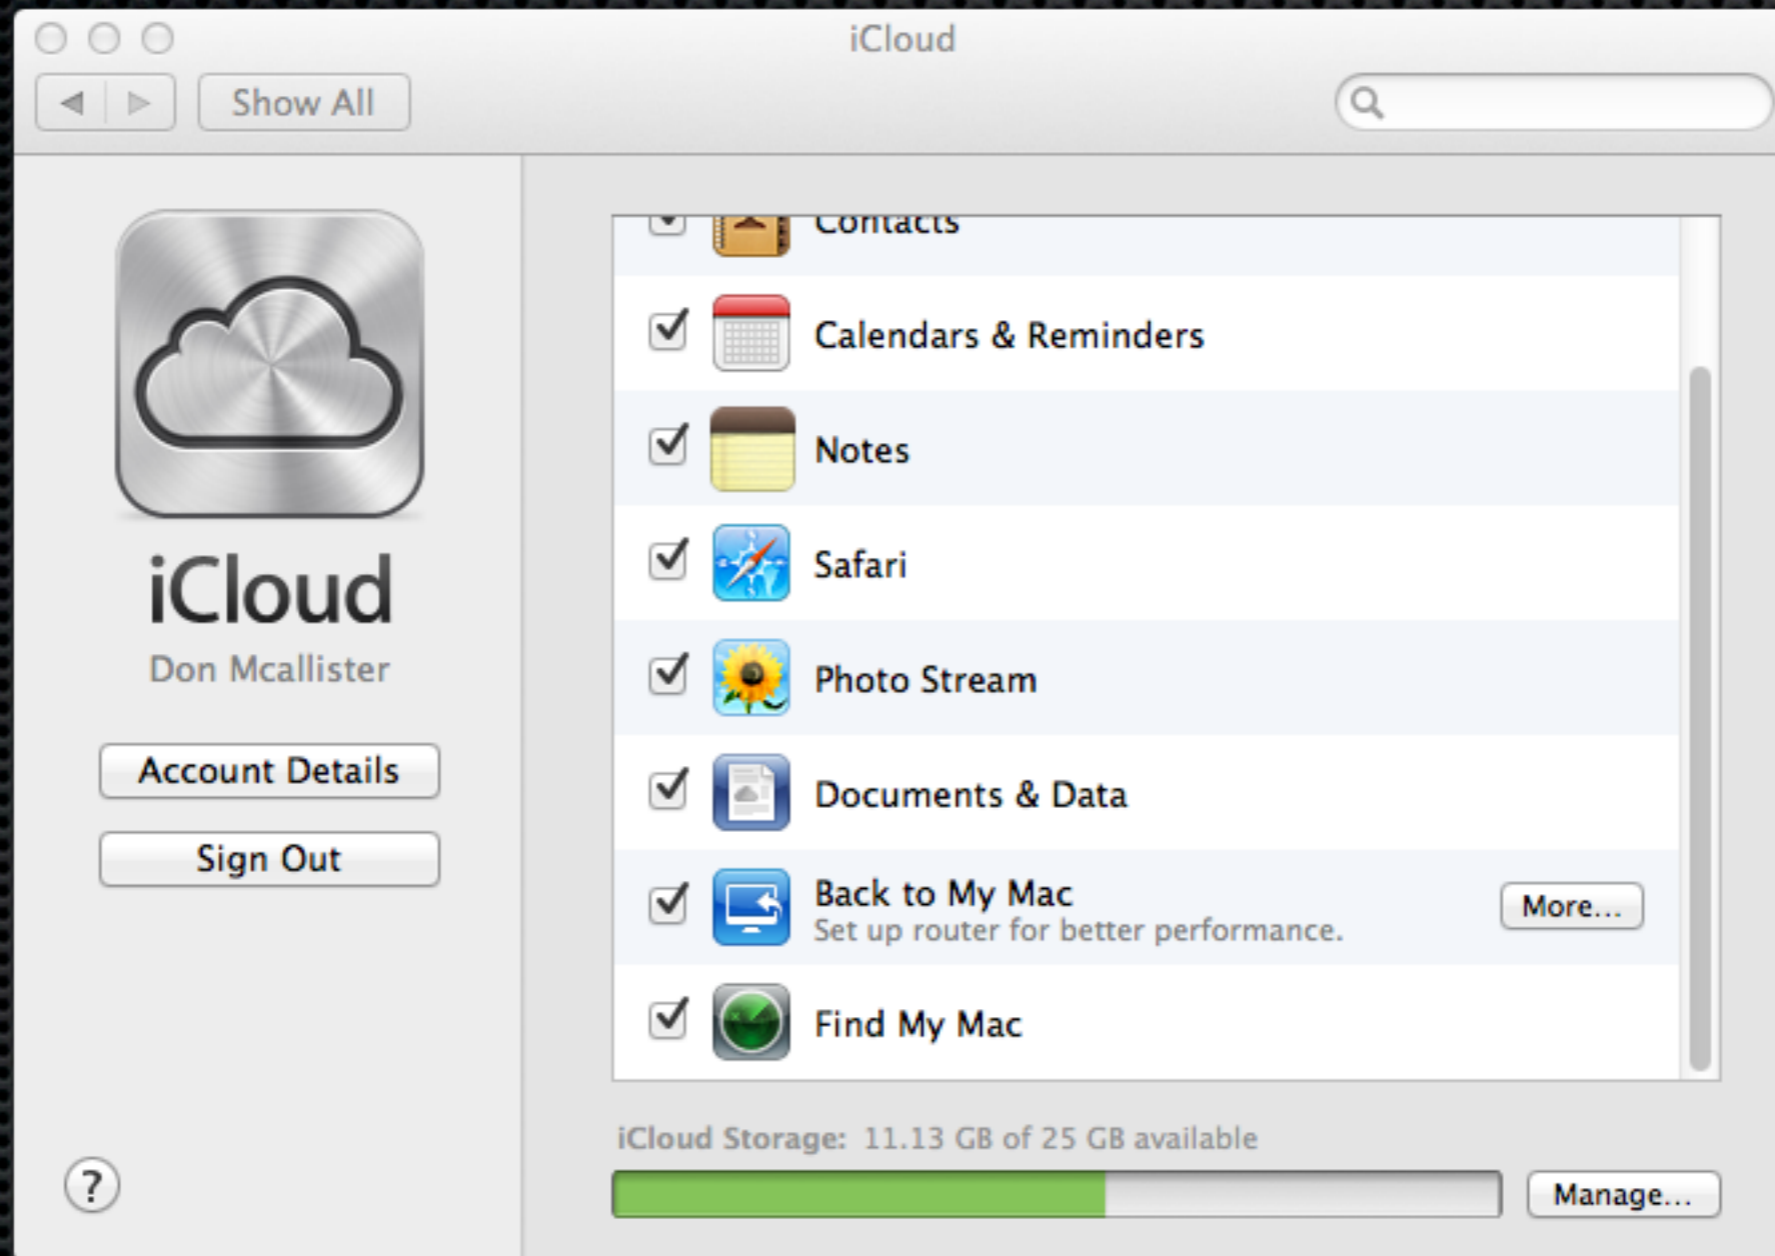 iCloud
Show All
Contacts
Calendars & Reminders
Notes
Safari
Photo Stream
Documents & Data
Back to My Mac
Set up router for better performance.
More...
Find My Mac
iCloud
Don Mcallister
Account Details
Sign Out
?
iCloud Storage: 11.13 GB of 25 GB available
Manage...